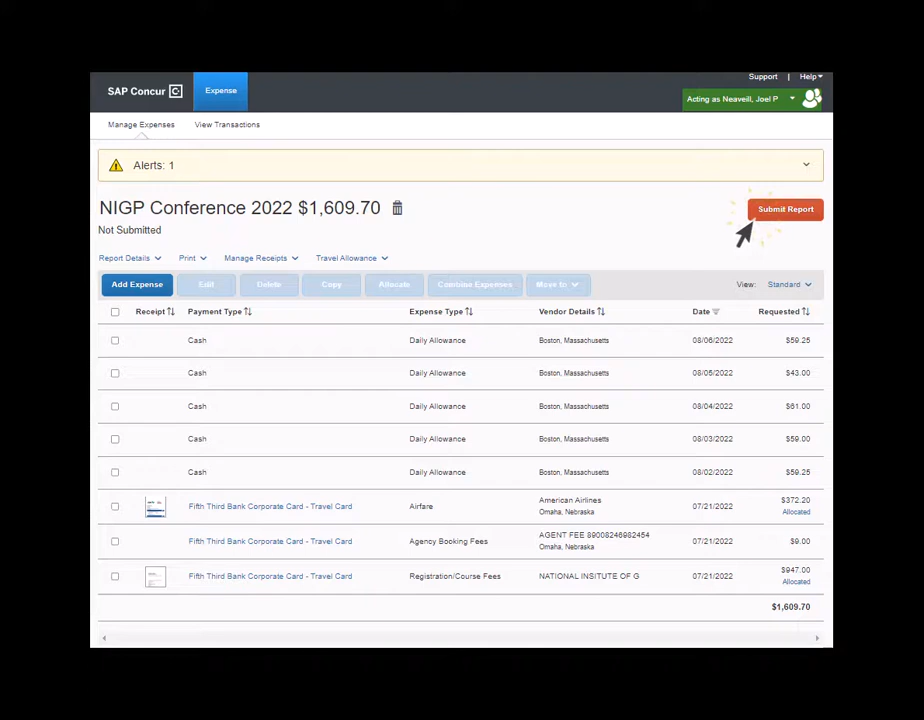 Support | Help
SAP Concur C Expense
Acting as Neaveill, Joel P
Manage Expenses View Transactions
Alerts: 1
NIGP Conference 2022 $1,609.70
Submit Report
Not Submitted
Report Details Print Manage Receipts Travel Allowance
Add Expense Edit Delete Copy Allocate Combine Expenses Move to View: Standard
Receipt Payment Type Expense Type Vendor Details Date Requested
Cash Daily Allowance Boston, Massachusetts 08/06/2022 $59.25
Cash Daily Allowance Boston, Massachusetts 08/05/2022 $43.00
Cash Daily Allowance Boston, Massachusetts 08/04/2022 $61.00
Cash Daily Allowance Boston, Massachusetts 08/03/2022 $59.00
Cash Daily Allowance Boston, Massachusetts 08/02/2022 $59.25
Fifth Third Bank Corporate Card - Travel Card Airfare American Airlines 07/21/2022 $372.20
Omaha, Nebraska Allocated
Fifth Third Bank Corporate Card - Travel Card Agency Booking Fees AGENT FEE 89008246982454 07/21/2022 $9.00
Omaha, Nebraska
Fifth Third Bank Corporate Card - Travel Card Registration/Course Fees NATIONAL INSITUTE OF G 07/21/2022 $947.00
Allocated
$1,609.70